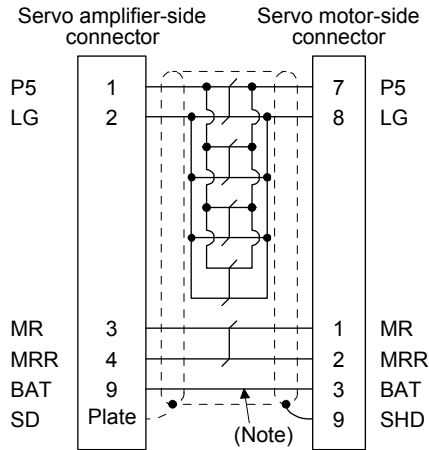 Servo amplifier-side connector
Servo motor-side connector
P5 1 7 P5
LG 2 8 LG
MR 3 1 MR
MRR 4 2 MRR
BAT 9 3 BAT
SD Plate 9 SHD
(Note)